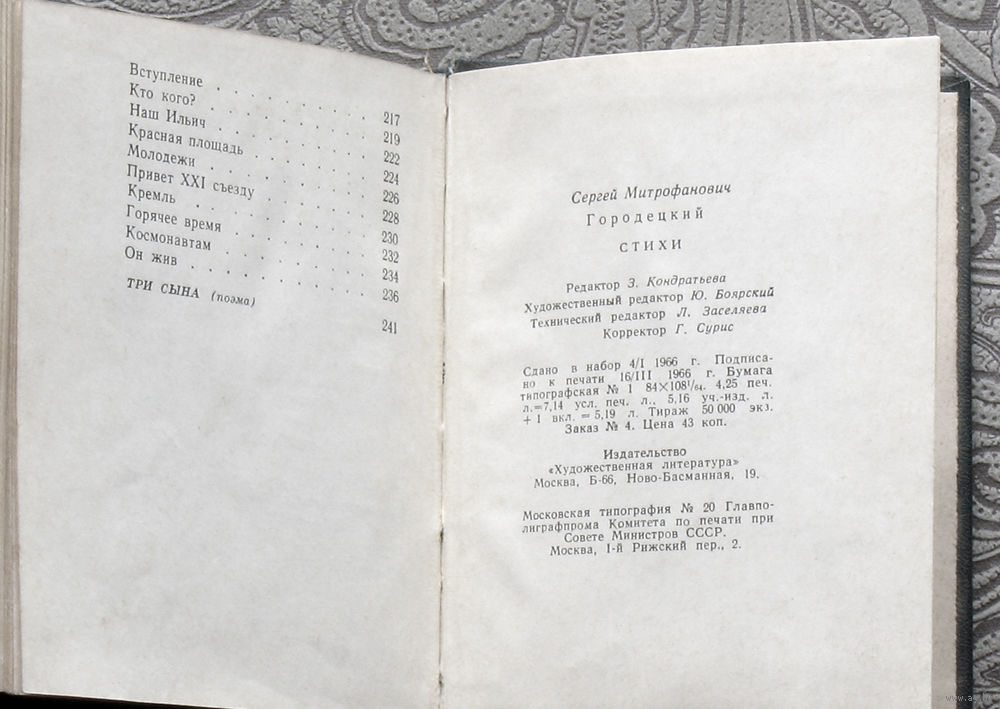 Вступление . . . . . . . . 217
Кто кого? . . . . . . . . 219
Наш Ильич . . . . . . . . 222
Красная площадь . . . . . . 224
Молодежи . . . . . . . . 226
Привет XXI съезду . . . . . . 228
Кремль . . . . . . . . . 230
Горячее время . . . . . . . 232
Космонавтам . . . . . . . 234
Он жив . . . . . . . . . 236
ТРИ СЫНА (поэма) 241
Сергей Митрофанович
Городецкий
СТИХИ
Редактор З. Кондратьева
Художественный редактор Ю. Боярский
Технический редактор Л. Заселяева
Корректор Г. Сурис
Сдано в набор 4/I 1966 г. Подписа-
но к печати 16/III 1966 г. Бумага
типографская № 1 84×108¹/₆₄. 4,25 печ.
л.=7,14 усл. печ. л., 5,16 уч.-изд. л.
+ 1 вкл. = 5,19 л. Тираж 50 000 экз.
Заказ № 4. Цена 43 коп.
Издательство
«Художественная литература»
Москва, Б-66, Ново-Басманная, 19.
Московская типография № 20 Главпо-
лиграфпрома Комитета по печати при
Совете Министров СССР.
Москва, 1-й Рижский пер., 2.